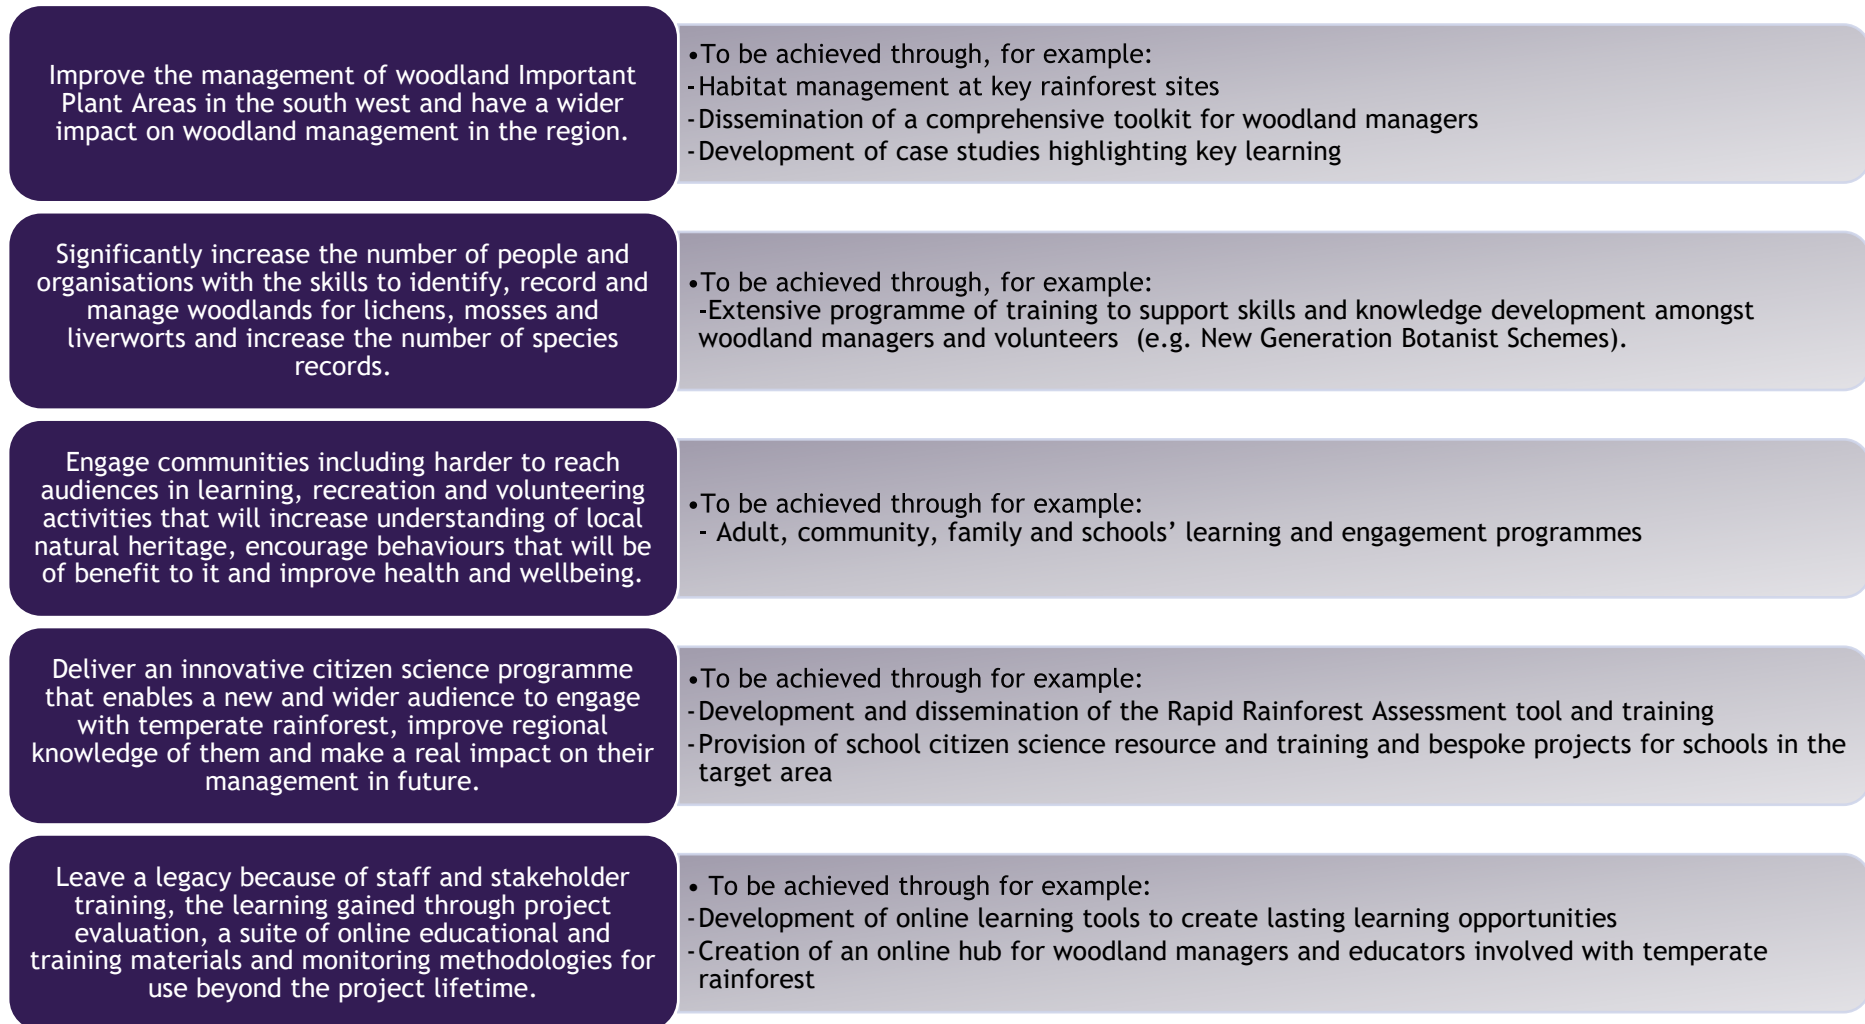 Improve the management of woodland Important
Plant Areas in the south west and have a wider
impact on woodland management in the region.
•To be achieved through, for example:
-Habitat management at key rainforest sites
-Dissemination of a comprehensive toolkit for woodland managers
-Development of case studies highlighting key learning
Significantly increase the number of people and
organisations with the skills to identify, record and
manage woodlands for lichens, mosses and
liverworts and increase the number of species
records.
•To be achieved through, for example:
-Extensive programme of training to support skills and knowledge development amongst
woodland managers and volunteers (e.g. New Generation Botanist Schemes).
Engage communities including harder to reach
audiences in learning, recreation and volunteering
activities that will increase understanding of local
natural heritage, encourage behaviours that will be
of benefit to it and improve health and wellbeing.
•To be achieved through for example:
- Adult, community, family and schools’ learning and engagement programmes
Deliver an innovative citizen science programme
that enables a new and wider audience to engage
with temperate rainforest, improve regional
knowledge of them and make a real impact on their
management in future.
•To be achieved through for example:
-Development and dissemination of the Rapid Rainforest Assessment tool and training
-Provision of school citizen science resource and training and bespoke projects for schools in the
target area
Leave a legacy because of staff and stakeholder
training, the learning gained through project
evaluation, a suite of online educational and
training materials and monitoring methodologies for
use beyond the project lifetime.
• To be achieved through for example:
-Development of online learning tools to create lasting learning opportunities
-Creation of an online hub for woodland managers and educators involved with temperate
rainforest